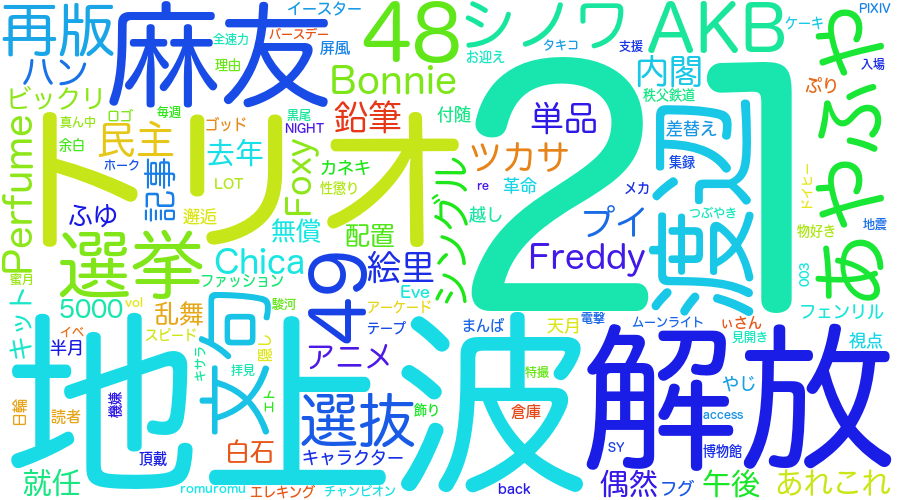 再版
麻友
48
シノワ
AKB
あやふや
イースター
バースデー
全速力
屏風
理由
ハン
ビックリ
ロゴ
毎週
真ん中
余白
ホーク
民主
ゴッド
黒尾
NIGHT
Bonnie
お迎え
タキコ
支援
ケーキ
PIXIV
入場
内閣
秩父鉄道
ぷり
21
トリオ
鉛筆
付随
単品
渡辺
差替え
集録
ドイヒー
Perfume
記事
去年
LOT
Foxy
カネキ
性懲り
シングル
ツカサ
re
革命
メカ
つぶやき
物好き
地震
ふゆ
邂逅
無償
配置
越し
プイ
選挙
Chica
49
絵里
Freddy
003
蜜月
ファッション
Eve
フェンリル
キット
5000
vol
乱舞
駿河
アーケード
電撃
ムーンライト
ぃさん
視点
イベ
スピード
隠し
テープ
まんば
天月
見開き
半月
キサラ
文句
アニメ
地上波
解放
拝見
エト
特撮
やじ
日輪
読者
機嫌
選抜
飾り
倉庫
access
白石
キャラクター
SY
博物館
頂戴
就任
romuromu
エレキング
チャンピオン
back
偶然
フグ
午後
あれこれ